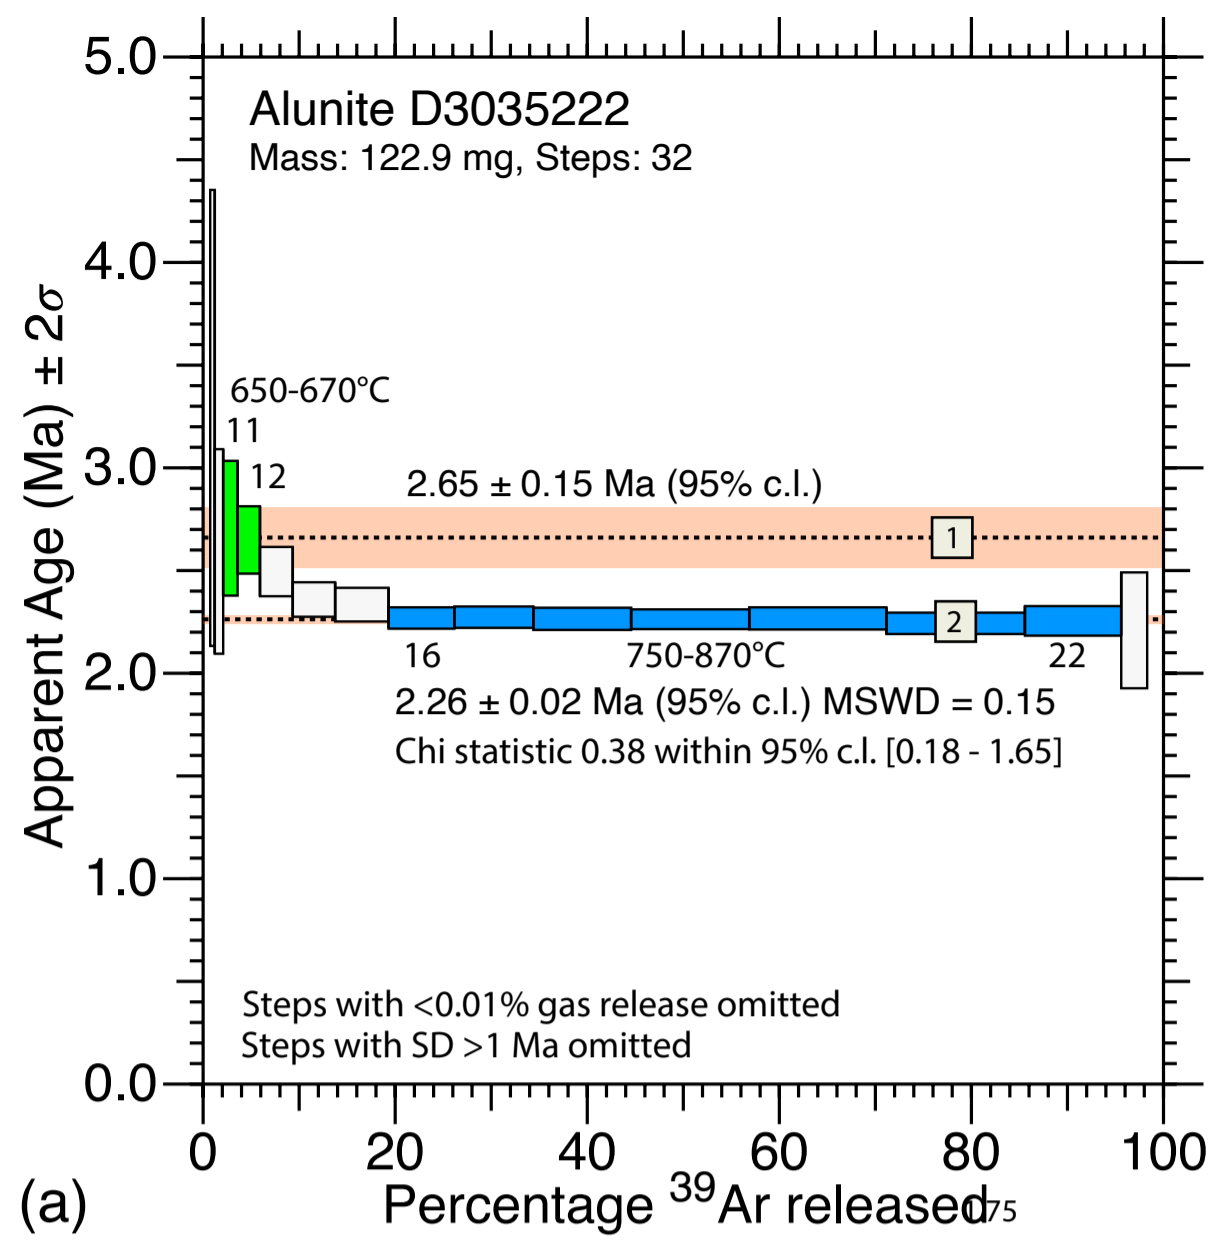 5.0
Alunite D3035222
Mass: 122.9 mg, Steps: 32
4.0
650-670°C
11
3.0
12
2.65 ± 0.15 Ma (95% c.l.)
1
2
16
750-870°C
22
2.0
2.26 ± 0.02 Ma (95% c.l.) MSWD = 0.15
Chi statistic 0.38 within 95% c.l. [0.18 - 1.65]
1.0
Steps with <0.01% gas release omitted
Steps with SD >1 Ma omitted
0.0
Apparent Age (Ma) ± 2σ
0 20 40 60 80 100
(a)
Percentage ³⁹Ar released
175